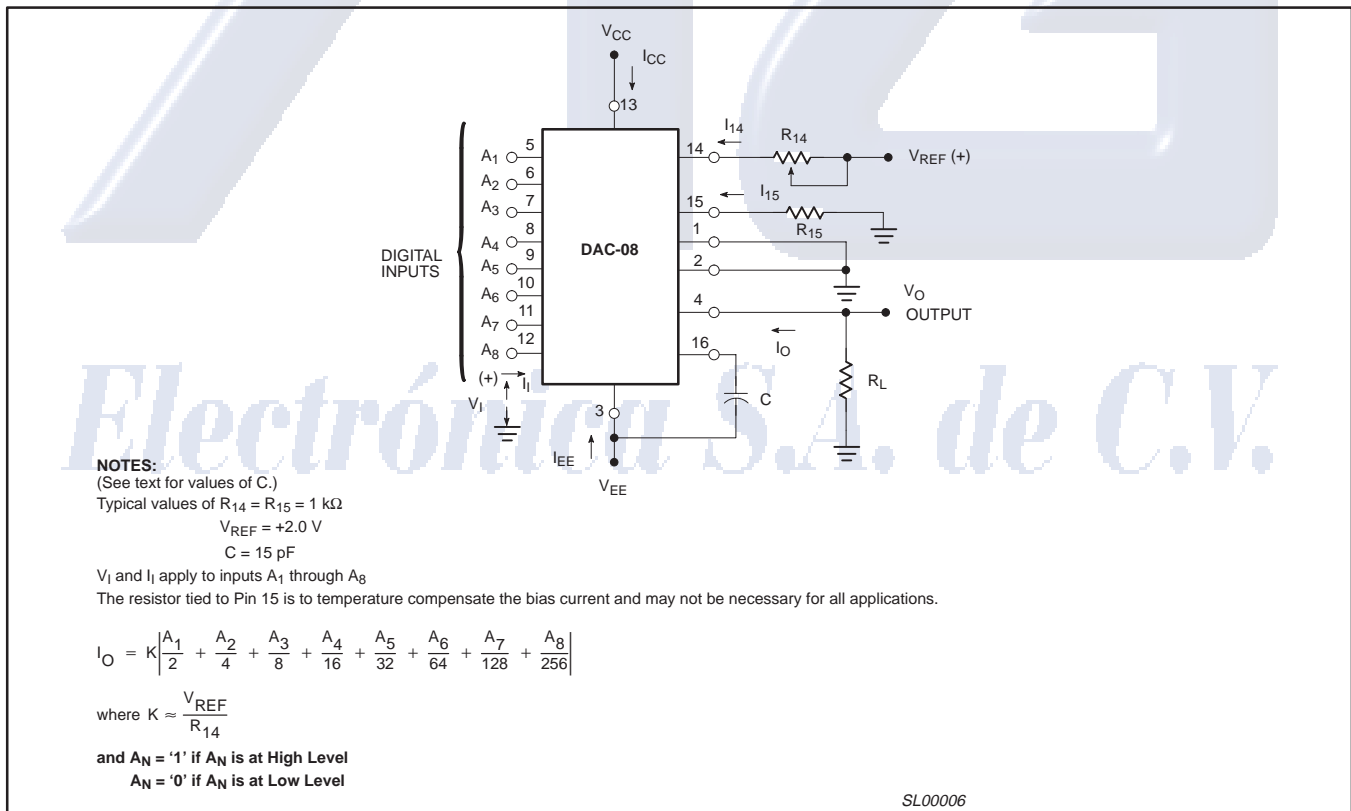 VCC
ICC
13
I14
R14
A1 5
14
VREF (+)
A2 6
I15
A3 7
15
R15
A4 8
1
DAC-08
DIGITAL
INPUTS
A5 9
2
A6 10
VO
4
OUTPUT
A7 11
IO
A8 12
16
(+) II
RL
VI
C
3
IEE
VEE
Electrónica S.A. de C.V.
NOTES:
(See text for values of C.)
Typical values of R14 = R15 = 1 kΩ
VREF = +2.0 V
C = 15 pF
VI and II apply to inputs A1 through A8
The resistor tied to Pin 15 is to temperature compensate the bias current and may not be necessary for all applications.
IO = K|A1/2 + A2/4 + A3/8 + A4/16 + A5/32 + A6/64 + A7/128 + A8/256|
where K ≈ VREF/R14
and AN = ‘1’ if AN is at High Level
AN = ‘0’ if AN is at Low Level
SL00006